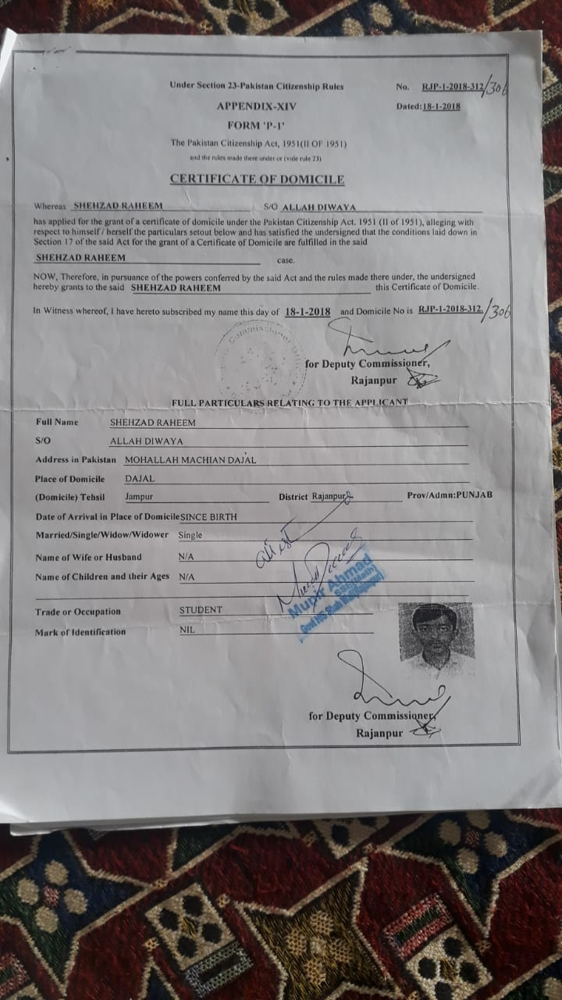 Under Section 23-Pakistan Citizenship Rules
No. RJP-1-2018-312/306
APPENDIX-XIV
Dated:18-1-2018
FORM 'P-1'
The Pakistan Citizenship Act, 1951(II OF 1951)
and the rules made there under or (vide rule 23)
CERTIFICATE OF DOMICILE
Whereas SHEHZAD RAHEEM S/O ALLAH DIWAYA
has applied for the grant of a certificate of domicile under the Pakistan Citizenship Act. 1951 (II of 1951), alleging with
respect to himself / herself the particulars setout below and has satisfied the undersigned that the conditions laid down in
Section 17 of the said Act for the grant of a Certificate of Domicile are fulfilled in the said
SHEHZAD RAHEEM case.
NOW, Therefore, in pursuance of the powers conferred by the said Act and the rules made there under, the undersigned
hereby grants to the said SHEHZAD RAHEEM this Certificate of Domicile.
In Witness whereof, I have hereto subscribed my name this day of 18-1-2018 and Domicile No is RJP-1-2018-312/306
Commissioner
for Deputy Commissioner,
Rajanpur
FULL PARTICULARS RELATING TO THE APPLICANT
Full Name SHEHZAD RAHEEM
S/O ALLAH DIWAYA
Address in Pakistan MOHALLAH MACHIAN DAJAL
Place of Domicile DAJAL
(Domicile) Tehsil Jampur District Rajanpur Prov/Admn:PUNJAB
Date of Arrival in Place of Domicile SINCE BIRTH
Married/Single/Widow/Widower Single
Name of Wife or Husband N/A
Name of Children and their Ages N/A
Munir Ahmad
Trade or Occupation STUDENT
Mark of Identification NIL
for Deputy Commissioner,
Rajanpur